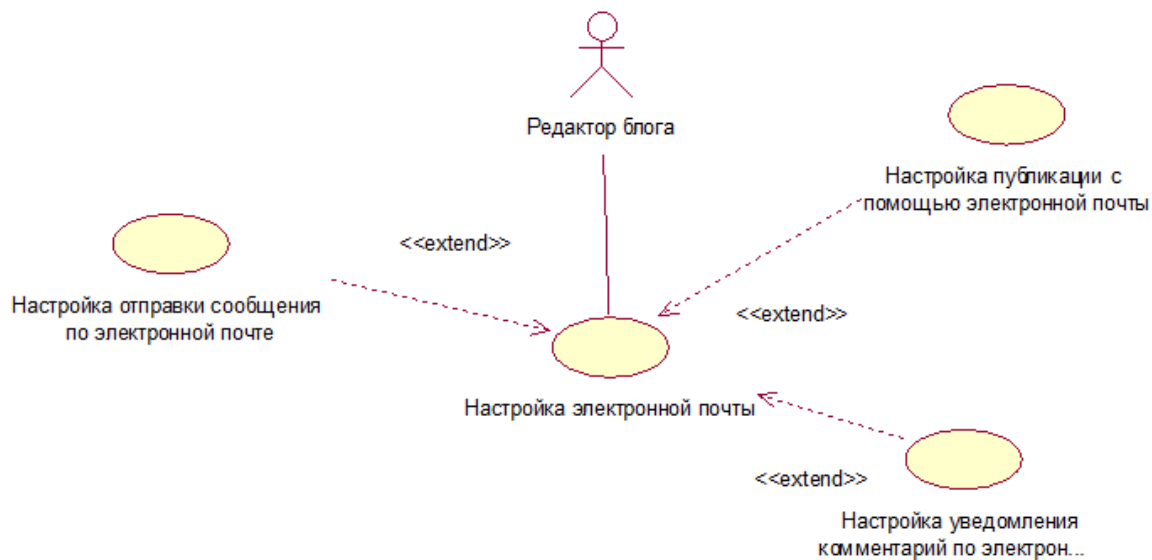 Редактор блога
Настройка публикации с
помощью электронной почты
<<extend>>
Настройка отправки сообщения
по электронной почте
<<extend>>
Настройка электронной почты
<<extend>>
Настройка уведомления
комментарий по электрон...